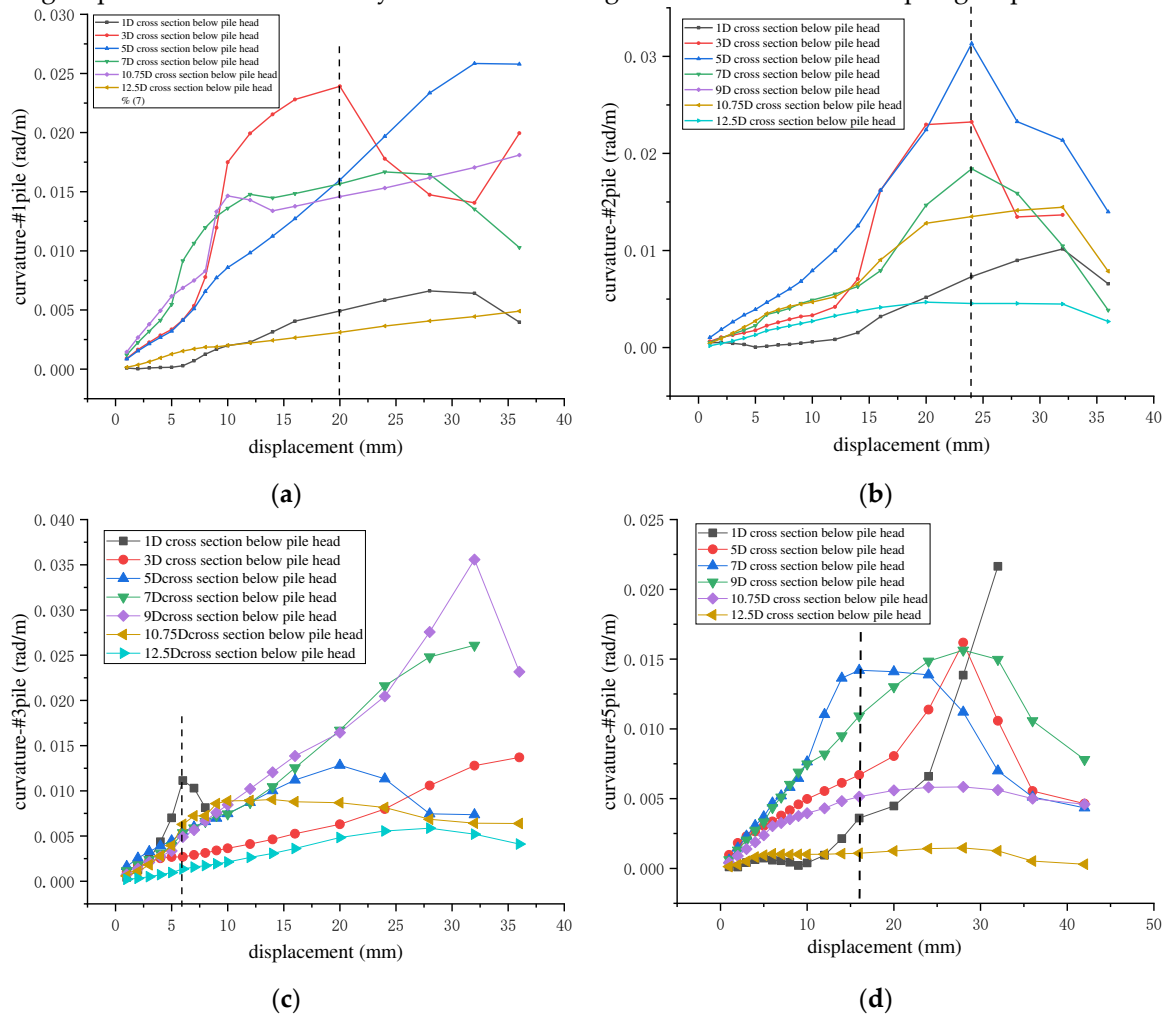 1D cross section below pile head
3D cross section below pile head
5D cross section below pile head
7D cross section below pile head
10.75D cross section below pile head
12.5D cross section below pile head
% (7)
0.030
0.025
0.020
0.015
0.010
0.005
0.000
curvature-#1pile (rad/m)
0 5 10 15 20 25 30 35 40
displacement (mm)
(a)
1D cross section below pile head
3D cross section below pile head
5D cross section below pile head
7D cross section below pile head
9D cross section below pile head
10.75D cross section below pile head
12.5D cross section below pile head
0.03
0.02
0.01
0.00
curvature-#2pile (rad/m)
0 5 10 15 20 25 30 35 40
displacement (mm)
(b)
1D cross section below pile head
3D cross section below pile head
5Dcross section below pile head
7Dcross section below pile head
9Dcross section below pile head
10.75Dcross section below pile head
12.5Dcross section below pile head
0.040
0.035
0.030
0.025
0.020
0.015
0.010
0.005
0.000
curvature-#3pile (rad/m)
0 5 10 15 20 25 30 35 40
displacement (mm)
(c)
1D cross section below pile head
5D cross section below pile head
7D cross section below pile head
9D cross section below pile head
10.75D cross section below pile head
12.5D cross section below pile head
0.025
0.020
0.015
0.010
0.005
0.000
curvature-#5pile (rad/m)
0 10 20 30 40 50
displacement (mm)
(d)